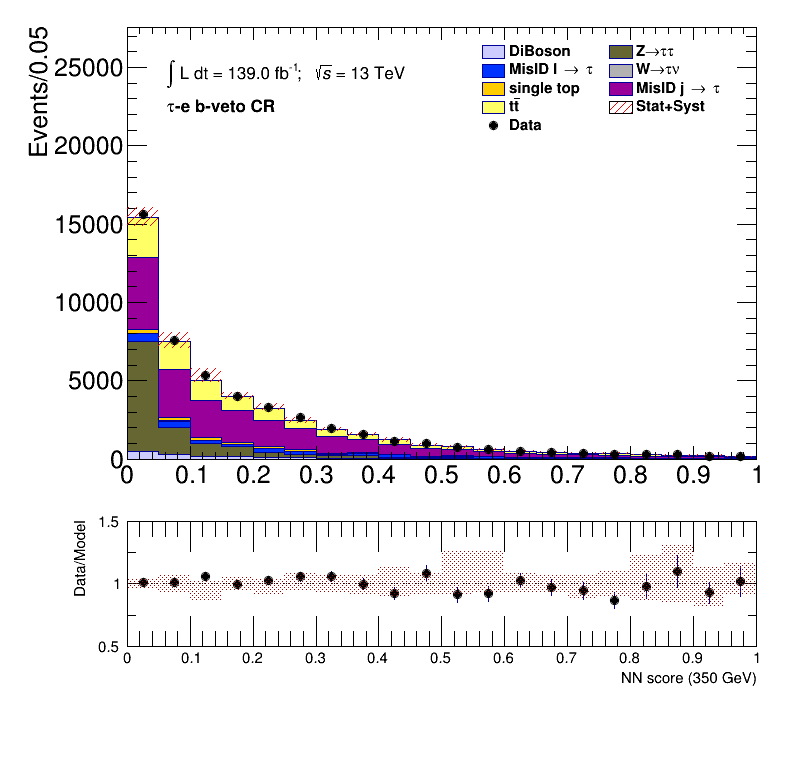 Events/0.05
25000
20000
15000
10000
5000
0
∫ L dt = 139.0 fb⁻¹; √s = 13 TeV
τ-e b-veto CR
DiBoson
MisID l → τ
single top
tt̄
Data
Z→ττ
W→τν
MisID j → τ
Stat+Syst
0 0.1 0.2 0.3 0.4 0.5 0.6 0.7 0.8 0.9 1
Data/Model
1.5
1
0.5
0 0.1 0.2 0.3 0.4 0.5 0.6 0.7 0.8 0.9 1
NN score (350 GeV)